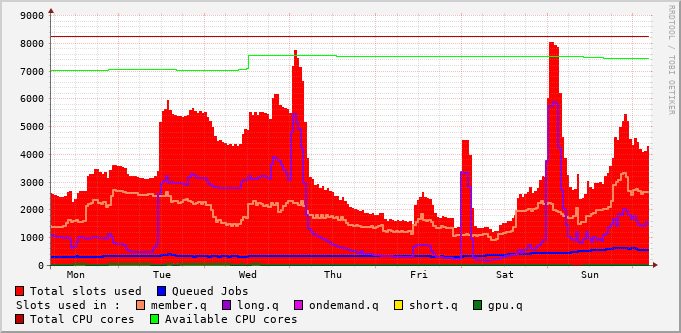 RRDTOOL / TOBI OETIKER
9000
8000
7000
6000
5000
4000
3000
2000
1000
0
Mon Tue Wed Thu Fri Sat Sun
Total slots used Queued Jobs
Slots used in : member.q long.q ondemand.q short.q gpu.q
Total CPU cores Available CPU cores